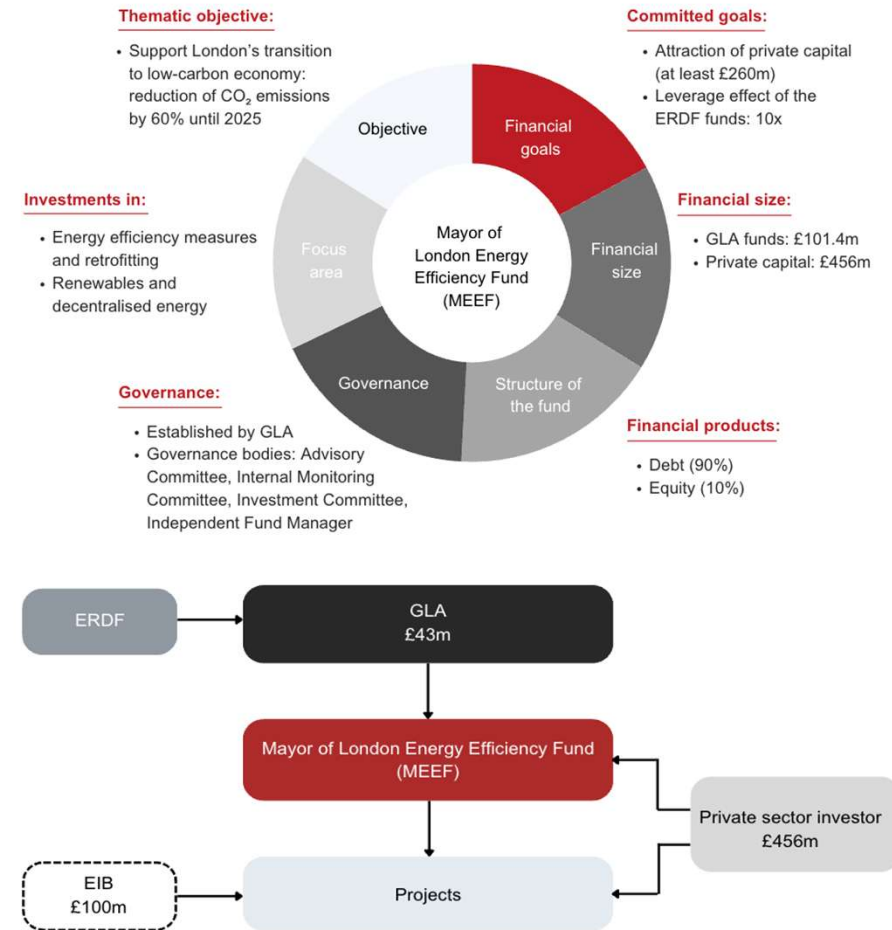 Thematic objective:
• Support London's transition
to low-carbon economy:
reduction of CO₂ emissions
by 60% until 2025
Committed goals:
• Attraction of private capital
(at least £260m)
• Leverage effect of the
ERDF funds: 10x
Objective
Financial
goals
Investments in:
• Energy efficiency measures
and retrofitting
• Renewables and
decentralised energy
Focus
area
Mayor of
London Energy
Efficiency Fund
(MEEF)
Financial
size
Financial size:
• GLA funds: £101.4m
• Private capital: £456m
Governance
Structure of
the fund
Governance:
• Established by GLA
• Governance bodies: Advisory
Committee, Internal Monitoring
Committee, Investment Committee,
Independent Fund Manager
Financial products:
• Debt (90%)
• Equity (10%)
ERDF
GLA
£43m
Mayor of London Energy Efficiency Fund
(MEEF)
Private sector investor
£456m
EIB
£100m
Projects